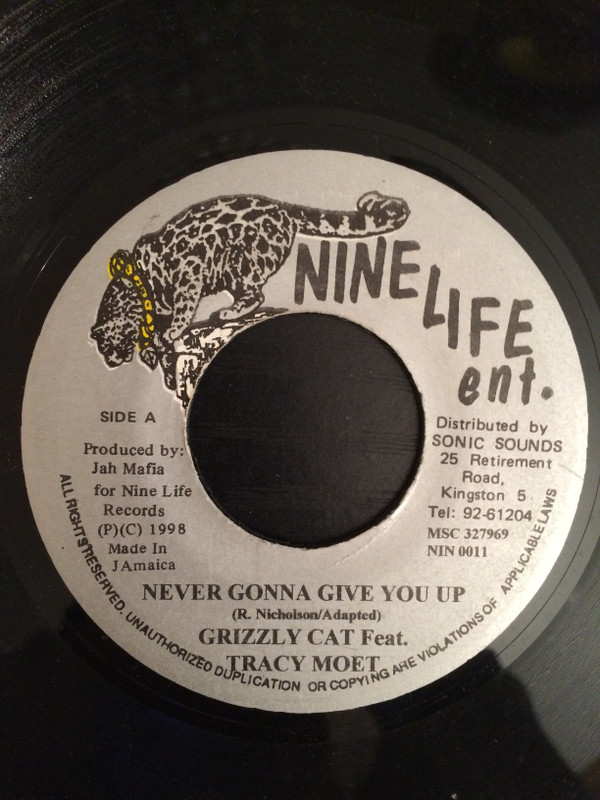 NINE LIFE
ent.
SIDE A
Produced by:
Jah Mafia
for Nine Life
Records
(P)(C) 1998
Made In
JAmaica
Distributed by
SONIC SOUNDS
25 Retirement
Road,
Kingston 5
Tel: 92-61204
MSC 327969
NIN 0011
NEVER GONNA GIVE YOU UP
(R. Nicholson/Adapted)
GRIZZLY CAT Feat.
TRACY MOET
ALL RIGHTS RESERVED. UNAUTHORIZED DUPLICATION OR COPYING ARE VIOLATIONS OF APPLICABLE LAWS